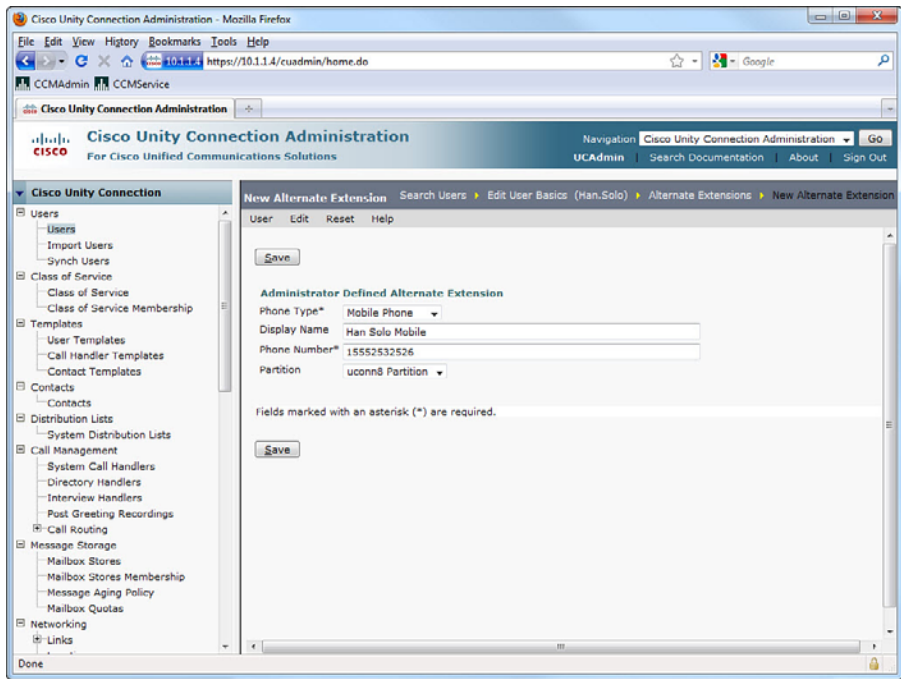 Cisco Unity Connection Administration - Mozilla Firefox
File Edit View History Bookmarks Tools Help
10.1.1.4 https://10.1.1.4/cuadmin/home.do
Google
CCMAdmin CCMService
Cisco Unity Connection Administration
CISCO
Cisco Unity Connection Administration
For Cisco Unified Communications Solutions
Navigation Cisco Unity Connection Administration Go
UCAdmin | Search Documentation | About | Sign Out
Cisco Unity Connection
Users
Users
Import Users
Synch Users
Class of Service
Class of Service
Class of Service Membership
Templates
User Templates
Call Handler Templates
Contact Templates
Contacts
Contacts
Distribution Lists
System Distribution Lists
Call Management
System Call Handlers
Directory Handlers
Interview Handlers
Post Greeting Recordings
Call Routing
Message Storage
Mailbox Stores
Mailbox Stores Membership
Message Aging Policy
Mailbox Quotas
Networking
Links
New Alternate Extension
Search Users Edit User Basics (Han.Solo) Alternate Extensions New Alternate Extension
User Edit Reset Help
Save
Administrator Defined Alternate Extension
Phone Type* Mobile Phone
Display Name Han Solo Mobile
Phone Number* 15552532526
Partition uconn8 Partition
Fields marked with an asterisk (*) are required.
Save
Done